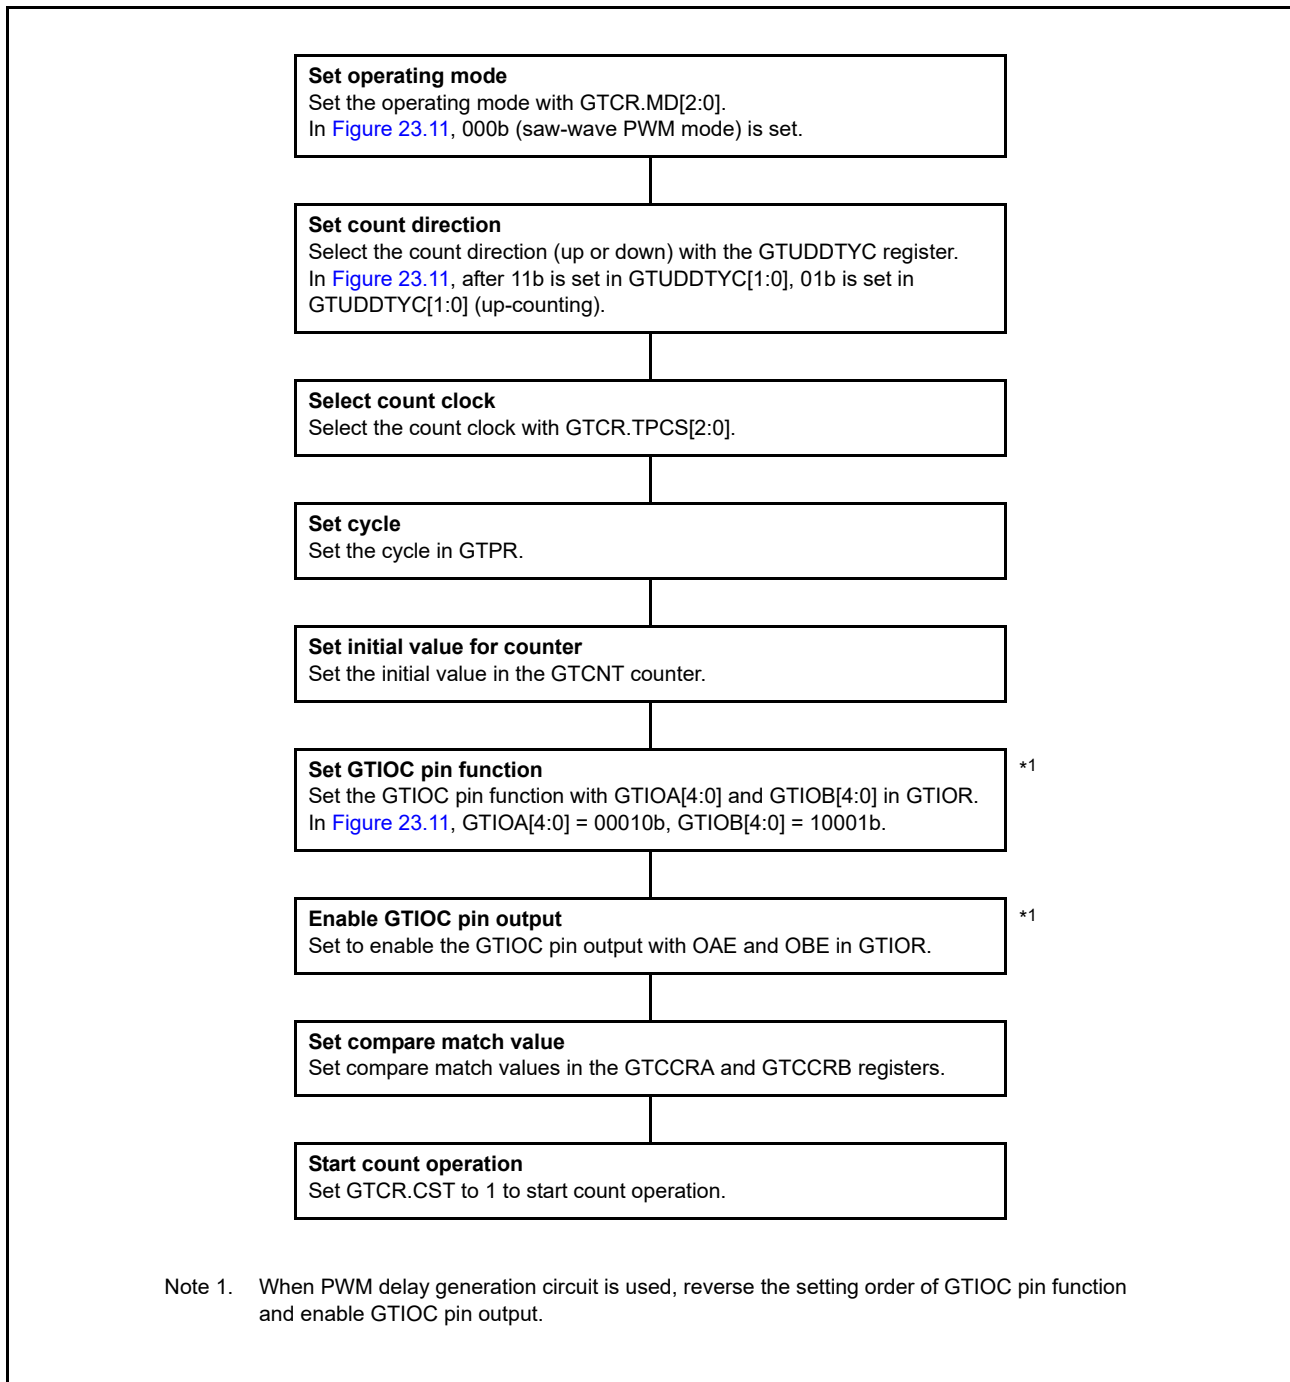 Set operating mode
Set the operating mode with GTCR.MD[2:0].
In Figure 23.11, 000b (saw-wave PWM mode) is set.
Set count direction
Select the count direction (up or down) with the GTUDDTYC register.
In Figure 23.11, after 11b is set in GTUDDTYC[1:0], 01b is set in
GTUDDTYC[1:0] (up-counting).
Select count clock
Select the count clock with GTCR.TPCS[2:0].
Set cycle
Set the cycle in GTPR.
Set initial value for counter
Set the initial value in the GTCNT counter.
Set GTIOC pin function *1
Set the GTIOC pin function with GTIOA[4:0] and GTIOB[4:0] in GTIOR.
In Figure 23.11, GTIOA[4:0] = 00010b, GTIOB[4:0] = 10001b.
Enable GTIOC pin output *1
Set to enable the GTIOC pin output with OAE and OBE in GTIOR.
Set compare match value
Set compare match values in the GTCCRA and GTCCRB registers.
Start count operation
Set GTCR.CST to 1 to start count operation.
Note 1. When PWM delay generation circuit is used, reverse the setting order of GTIOC pin function
and enable GTIOC pin output.